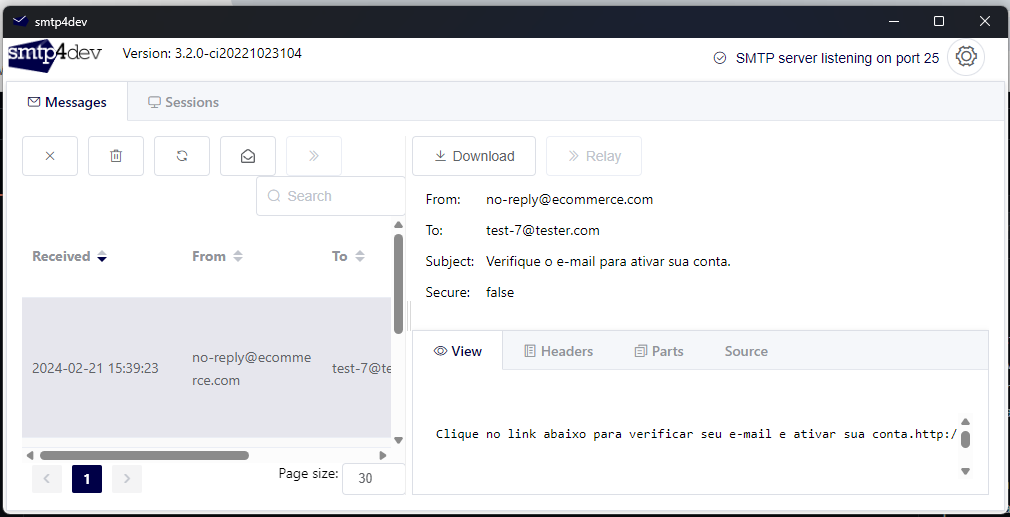 smtp4dev
smtp4dev
Version: 3.2.0-ci20221023104
SMTP server listening on port 25
Messages
Sessions
Search
Received
From
To
2024-02-21 15:39:23
no-reply@ecomme
rce.com
test-7@te
1
Page size:
30
Download
Relay
From: no-reply@ecommerce.com
To: test-7@tester.com
Subject: Verifique o e-mail para ativar sua conta.
Secure: false
View
Headers
Parts
Source
Clique no link abaixo para verificar seu e-mail e ativar sua conta.http:/